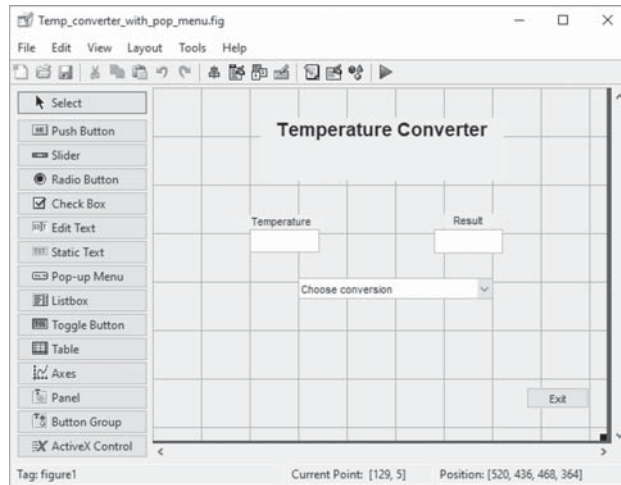 Temp_converter_with_pop_menu.fig
File Edit View Layout Tools Help
Select
Push Button
Slider
Radio Button
Check Box
Edit Text
Static Text
Pop-up Menu
Listbox
Toggle Button
Table
Axes
Panel
Button Group
ActiveX Control
Temperature Converter
Temperature
Result
Choose conversion
Exit
Tag: figure1
Current Point: [129, 5]
Position: [520, 436, 468, 364]